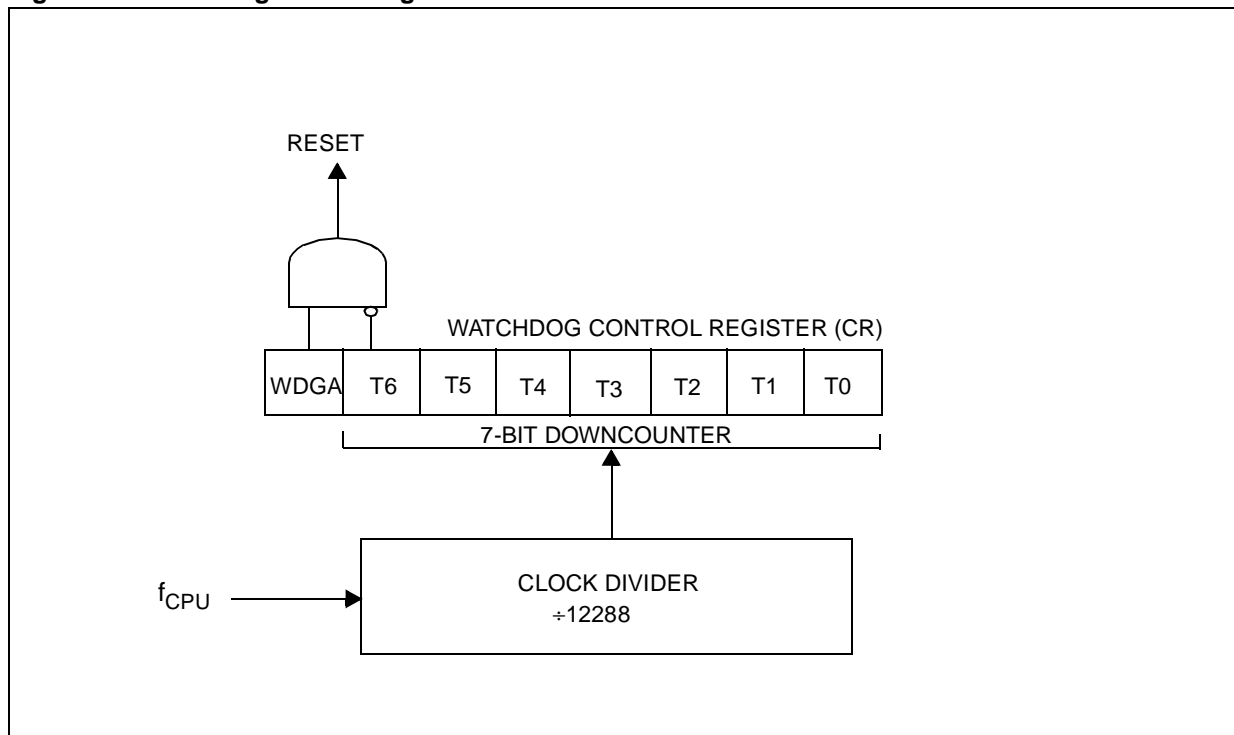 RESET
WATCHDOG CONTROL REGISTER (CR)
WDGA T6 T5 T4 T3 T2 T1 T0
7-BIT DOWNCOUNTER
fCPU
CLOCK DIVIDER
÷12288